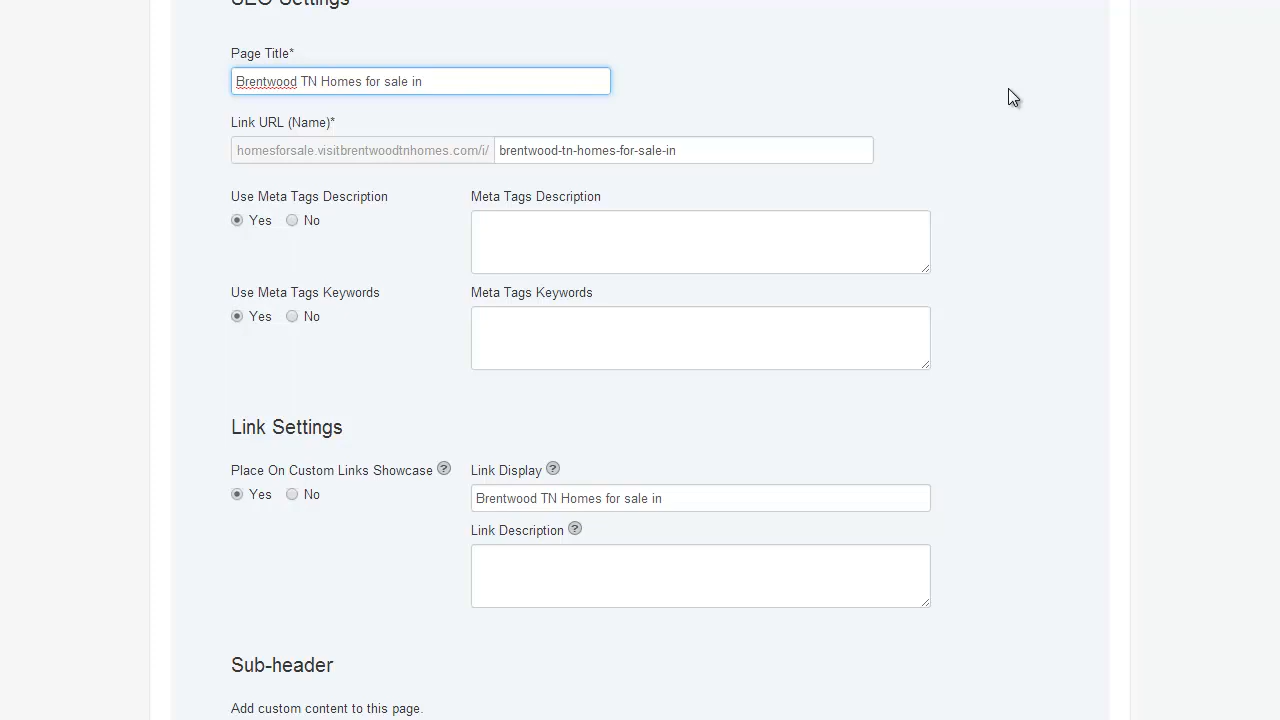 SEO Settings
Page Title*
Brentwood TN Homes for sale in
Link URL (Name)*
homesforsale.visitbrentwoodtnhomes.com/i/ brentwood-tn-homes-for-sale-in
Use Meta Tags Description Meta Tags Description
Yes No
Use Meta Tags Keywords Meta Tags Keywords
Yes No
Link Settings
Place On Custom Links Showcase ? Link Display ?
Yes No Brentwood TN Homes for sale in
Link Description ?
Sub-header
Add custom content to this page.